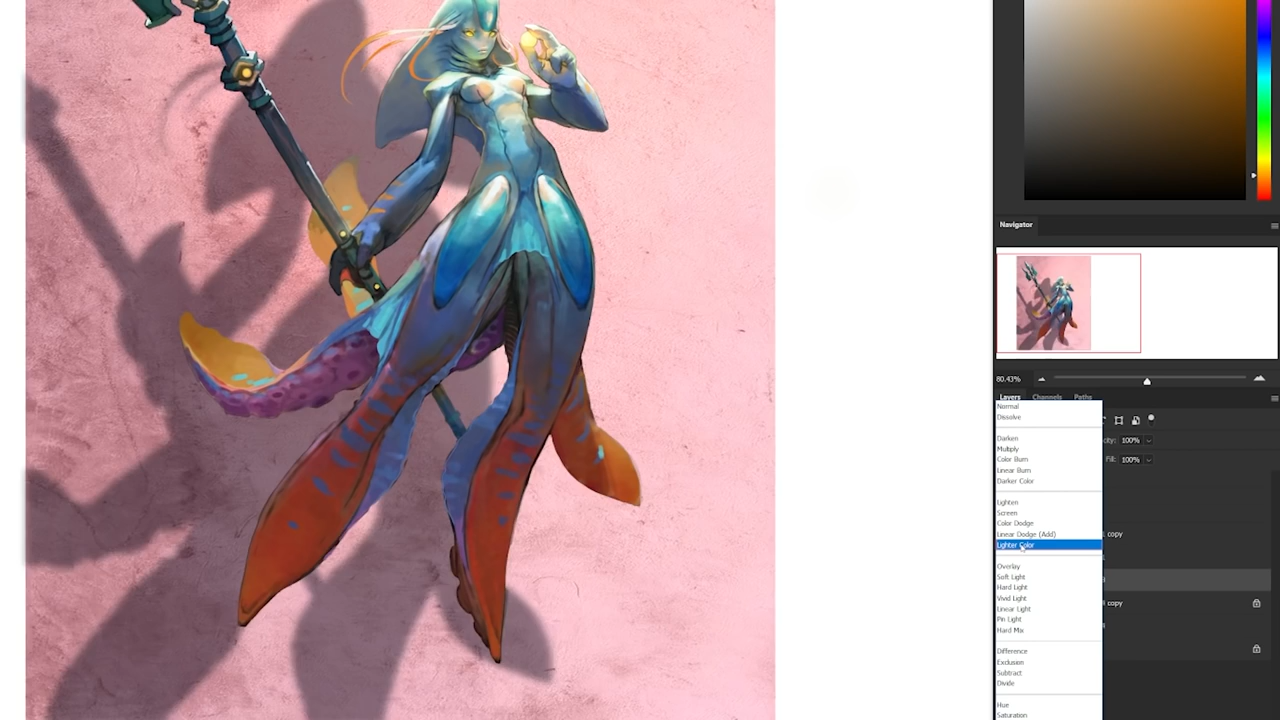 Navigator
80.43%
Layers Channels Paths
Normal
Dissolve
Darken
city: 100%
Multiply
Color Burn
Fill: 100%
Linear Burn
Darker Color
Lighten
Screen
Color Dodge
Linear Dodge (Add)
copy
Lighter Color
Overlay
Soft Light
Hard Light
Vivid Light
copy
Linear Light
Pin Light
Hard Mix
Difference
Exclusion
Subtract
Divide
Hue
Saturation